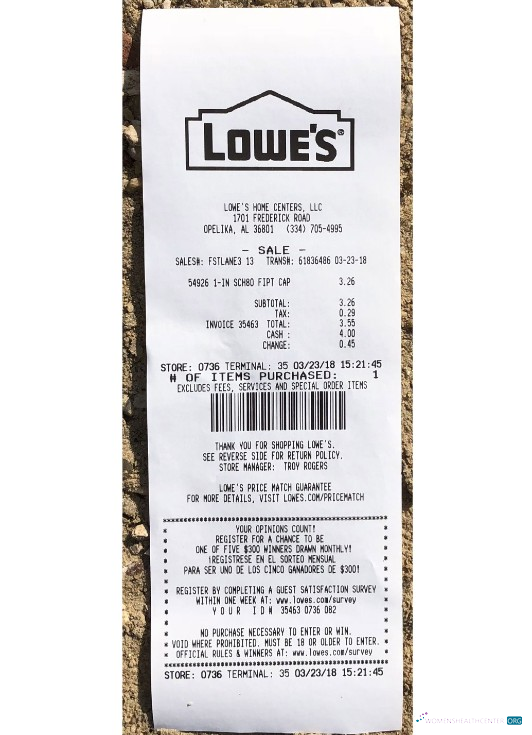 LOWE'S®
LOWE'S HOME CENTERS, LLC
1701 FREDERICK ROAD
OPELIKA, AL 36801 (334) 705-4995
- SALE -
SALES#: FSTLANE3 13 TRANS#: 61836486 03-23-18
54926 1-IN SCH80 FIPT CAP 3.26
SUBTOTAL: 3.26
TAX: 0.29
INVOICE 35463 TOTAL: 3.55
CASH : 4.00
CHANGE: 0.45
STORE: 0736 TERMINAL: 35 03/23/18 15:21:45
# OF ITEMS PURCHASED: 1
EXCLUDES FEES, SERVICES AND SPECIAL ORDER ITEMS
THANK YOU FOR SHOPPING LOWE'S.
SEE REVERSE SIDE FOR RETURN POLICY.
STORE MANAGER: TROY ROGERS
LOWE'S PRICE MATCH GUARANTEE
FOR MORE DETAILS, VISIT LOWES.COM/PRICEMATCH
YOUR OPINIONS COUNT!
REGISTER FOR A CHANCE TO BE
ONE OF FIVE $300 WINNERS DRAWN MONTHLY!
¡REGISTRESE EN EL SORTEO MENSUAL
PARA SER UNO DE LOS CINCO GANADORES DE $300!
REGISTER BY COMPLETING A GUEST SATISFACTION SURVEY
WITHIN ONE WEEK AT: www.lowes.com/survey
Y O U R I D # 35463 0736 082
NO PURCHASE NECESSARY TO ENTER OR WIN.
VOID WHERE PROHIBITED. MUST BE 18 OR OLDER TO ENTER.
OFFICIAL RULES & WINNERS AT: www.lowes.com/survey
STORE: 0736 TERMINAL: 35 03/23/18 15:21:45
WOMENSHEALTHCENTER.ORG